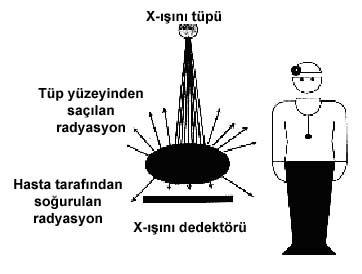 X-ışını tüpü
Tüp yüzeyinden
saçılan
radyasyon
Hasta tarafından
soğurulan
radyasyon
X-ışını dedektörü